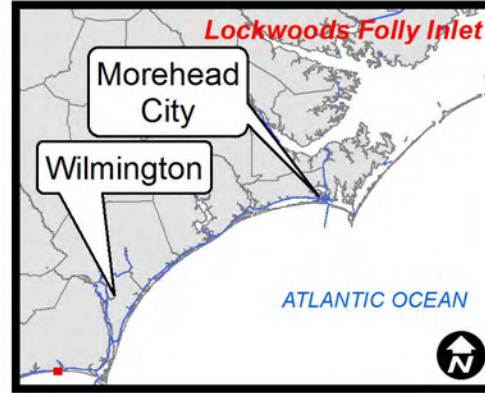 Lockwoods Folly Inlet
Morehead
City
Wilmington
ATLANTIC OCEAN
N